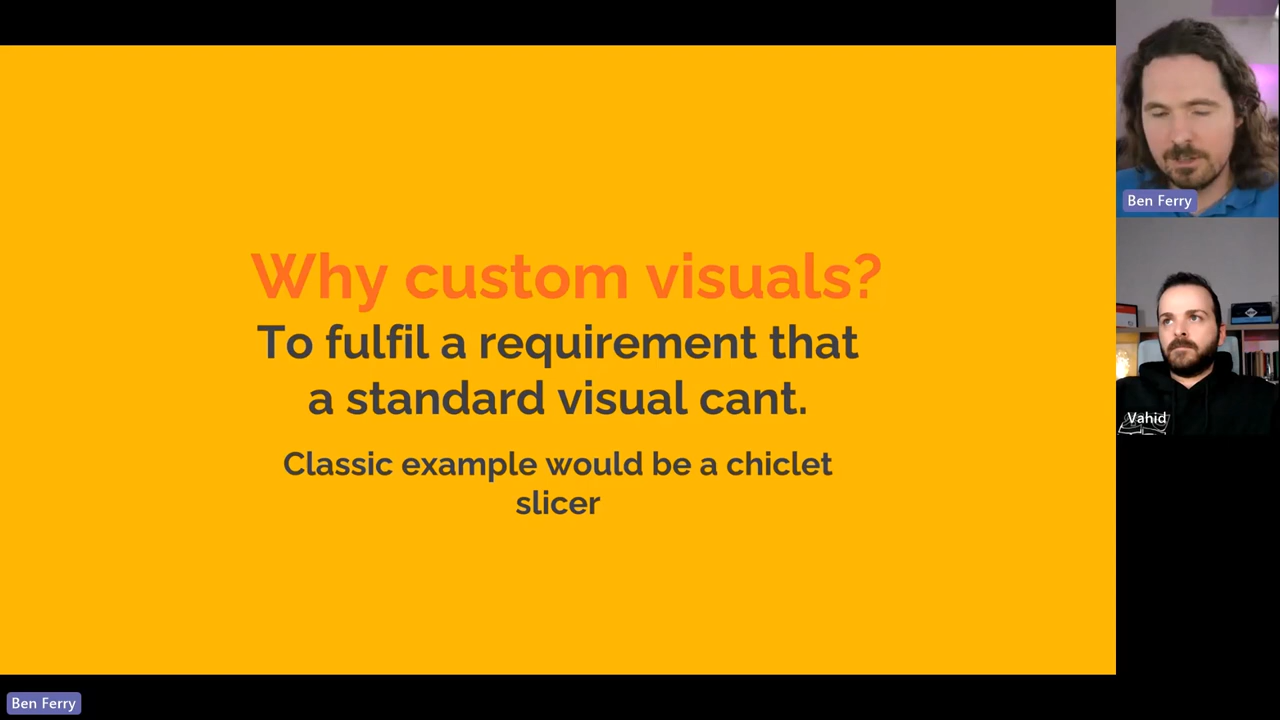 Why custom visuals?
To fulfil a requirement that
a standard visual cant.
Classic example would be a chiclet
slicer
Ben Ferry
Vahid
Ben Ferry